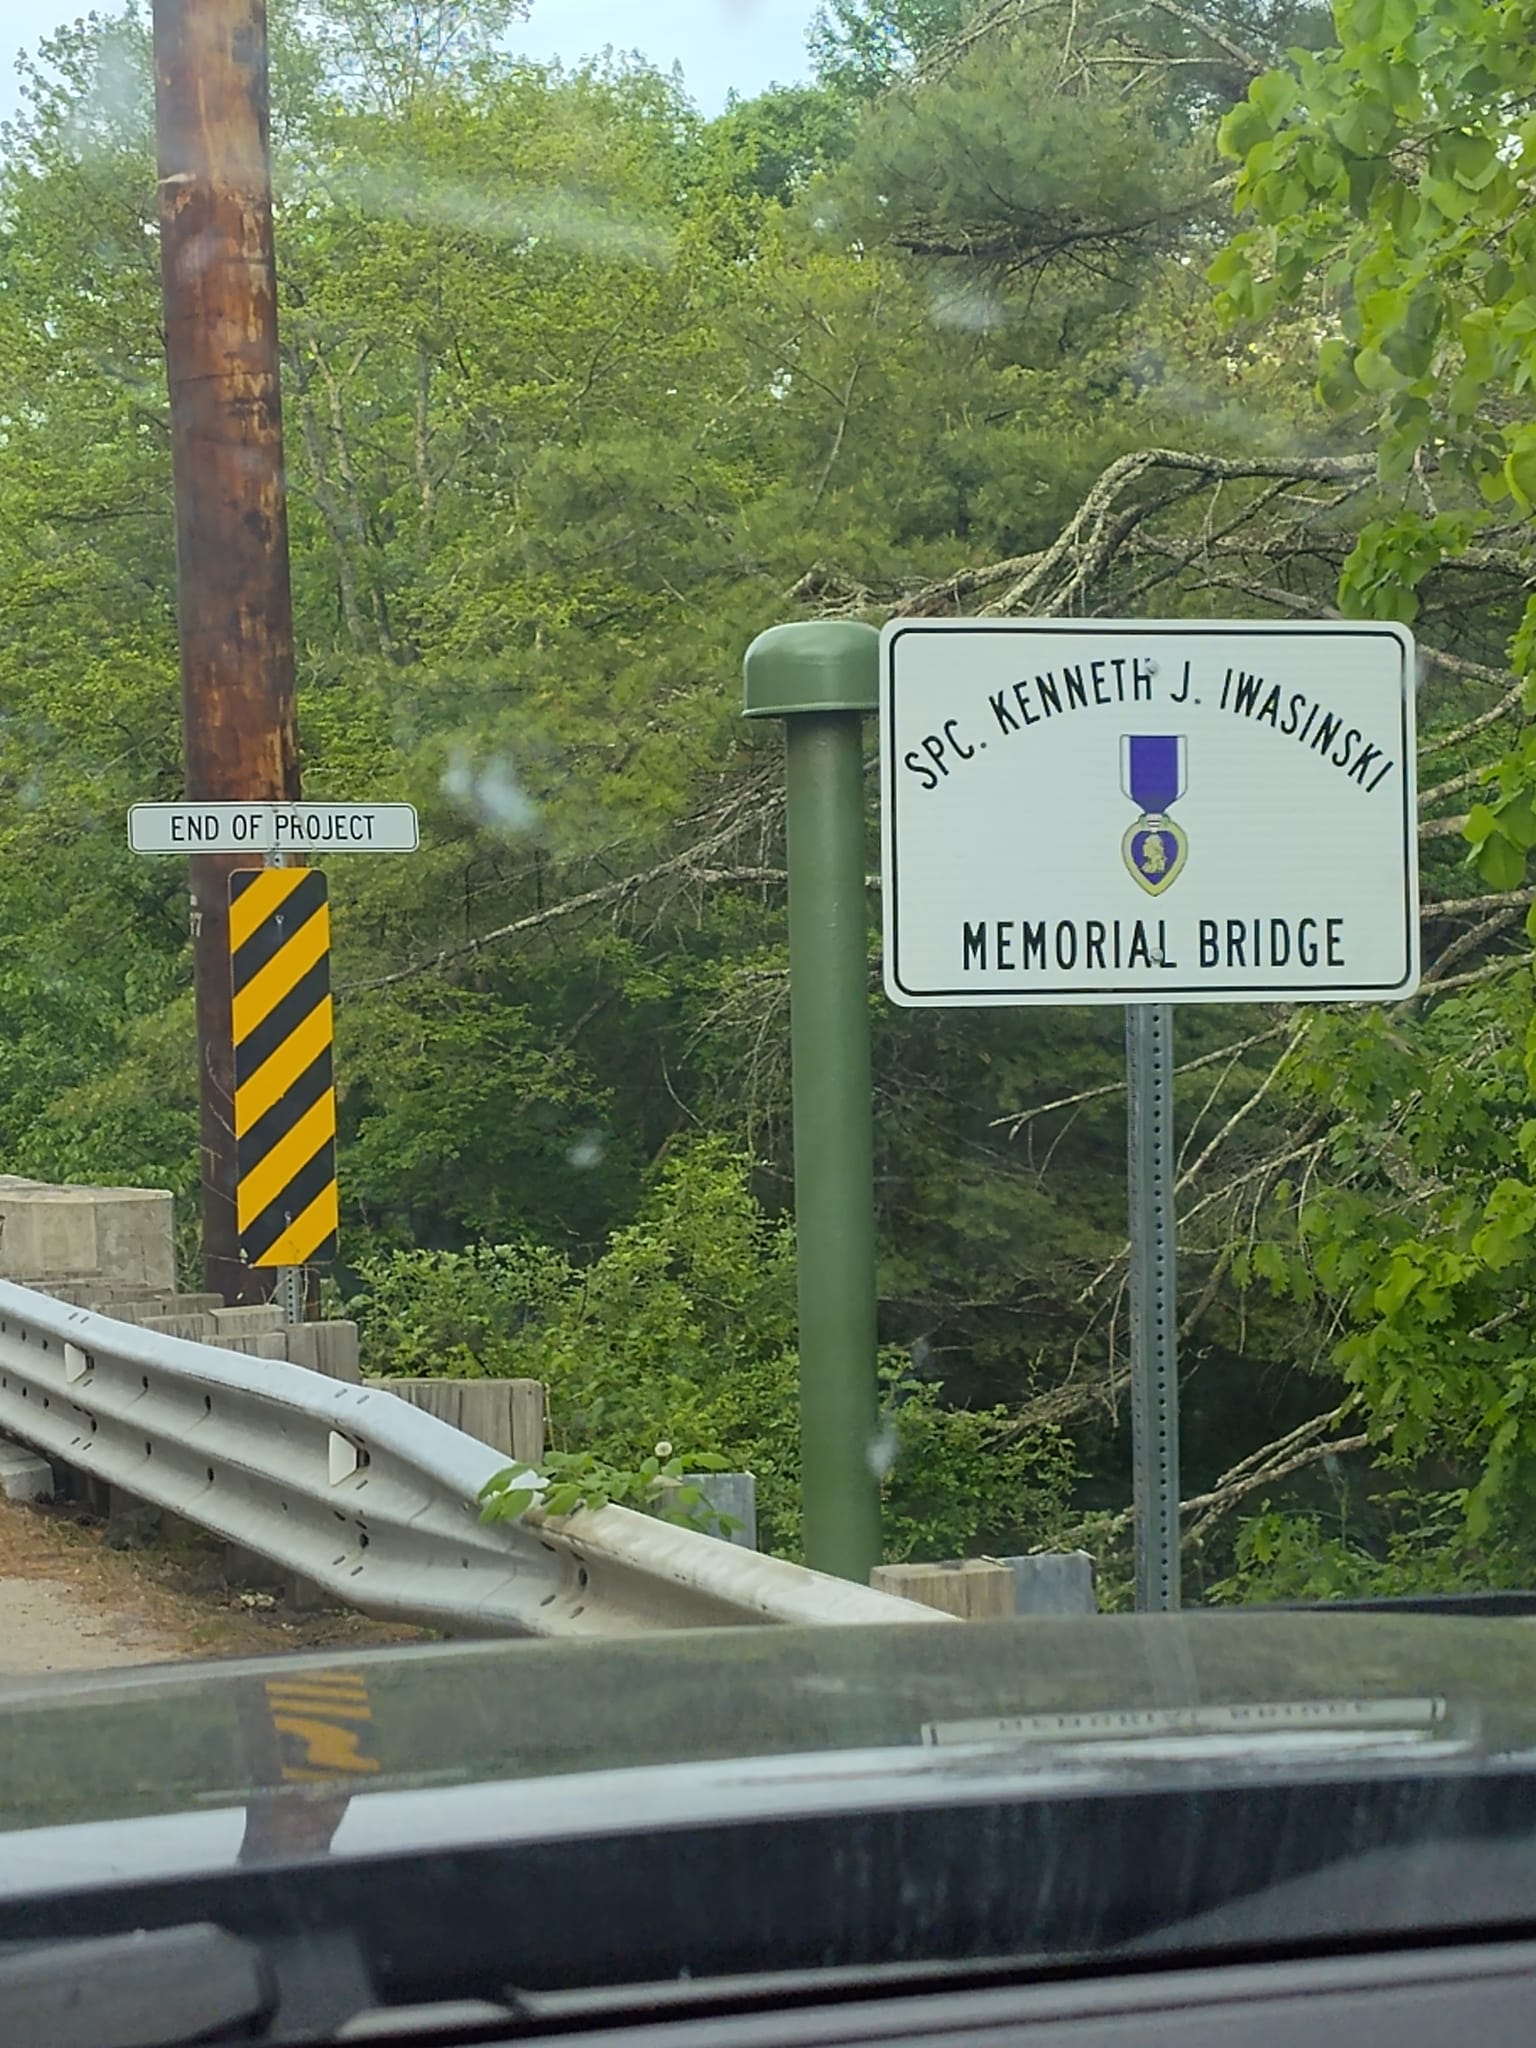 END OF PROJECT
SPC. KENNETH J. IWASINSKI
MEMORIAL BRIDGE